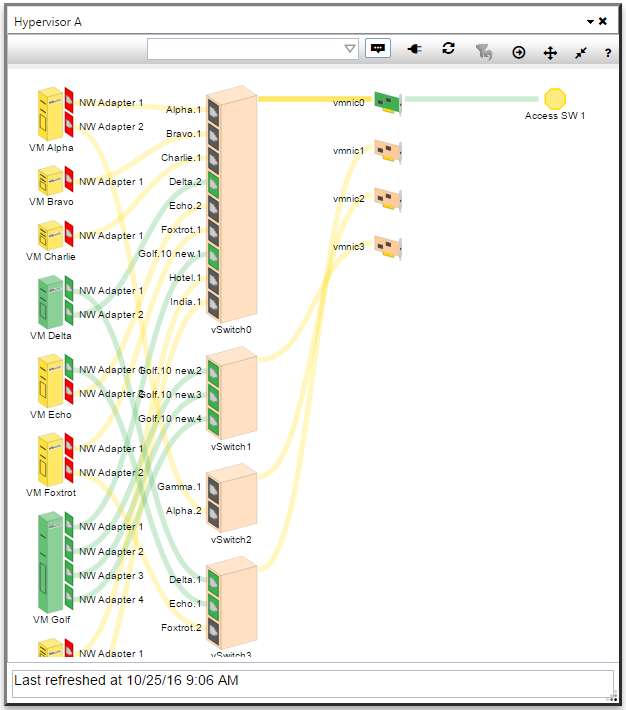 Hypervisor A
?
NW Adapter 1
NW Adapter 2
VM Alpha
NW Adapter 1
VM Bravo
NW Adapter 1
VM Charlie
NW Adapter 1
NW Adapter 2
VM Delta
NW Adapter
NW Adapter
VM Echo
NW Adapter 1
NW Adapter 2
VM Foxtrot
NW Adapter 1
NW Adapter 2
NW Adapter 3
NW Adapter 4
VM Golf
NW Adapter 1
Alpha.1
Bravo.1
Charlie.1
Delta.2
Echo.2
Foxtrot.1
Golf.10 new.1
Hotel.1
India.1
vSwitch0
Golf.10 new.2
Golf.10 new.3
Golf.10 new.4
vSwitch1
Gamma.1
Alpha.2
vSwitch2
Delta.1
Echo.1
Foxtrot.2
vSwitch3
vmnic0
vmnic1
vmnic2
vmnic3
Access SW 1
Last refreshed at 10/25/16 9:06 AM